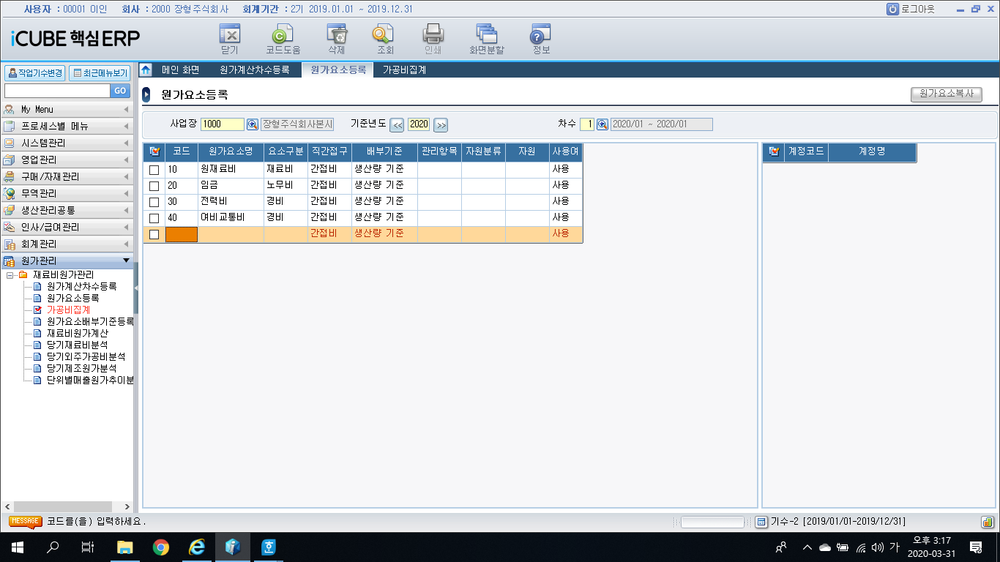 사용자 : 00001 이인 회사 : 2000 장형주식회사 회계기간 : 2기 2019.01.01 ~ 2019.12.31 로그아웃
iCUBE 핵심ERP
닫기 코드도움 삭제 조회 인쇄 화면분할 정보
작업기수변경 최근메뉴보기
메인 화면 원가계산차수등록 원가요소등록 가공비집계
GO
원가요소등록 원가요소복사
사업장 1000 장형주식회사본사 기준년도 << 2020 >> 차수 1 2020/01 ~ 2020/01
My Menu
프로세스별 메뉴
시스템관리
영업관리
구매/자재관리
무역관리
생산관리공통
인사/급여관리
회계관리
원가관리
재료비원가관리
원가계산차수등록
원가요소등록
가공비집계
원가요소배부기준등록
재료비원가계산
당기재료비분석
당기외주가공비분석
당기제조원가분석
단위별매출원가추이분
코드 원가요소명 요소구분 직간접구 배부기준 관리항목 자원분류 자원 사용여
10 원재료비 재료비 간접비 생산량 기준 사용
20 임금 노무비 간접비 생산량 기준 사용
30 전력비 경비 간접비 생산량 기준 사용
40 여비교통비 경비 간접비 생산량 기준 사용
간접비 생산량 기준 사용
계정코드 계정명
MESSAGE 코드를(을) 입력하세요. 기수-2 [2019/01/01-2019/12/31]
가 오후 3:17
2020-03-31